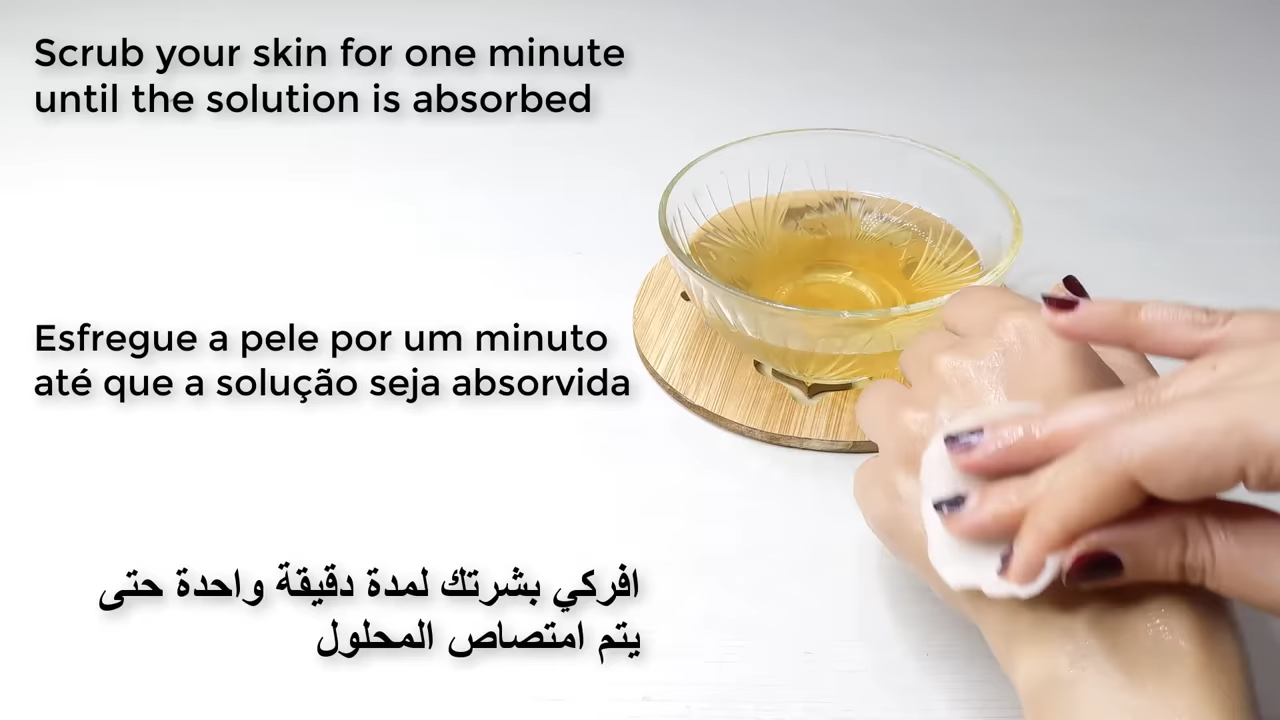 Scrub your skin for one minute
until the solution is absorbed
Esfregue a pele por um minuto
até que a solução seja absorvida
افركي بشرتك لمدة دقيقة واحدة حتى
يتم امتصاص المحلول